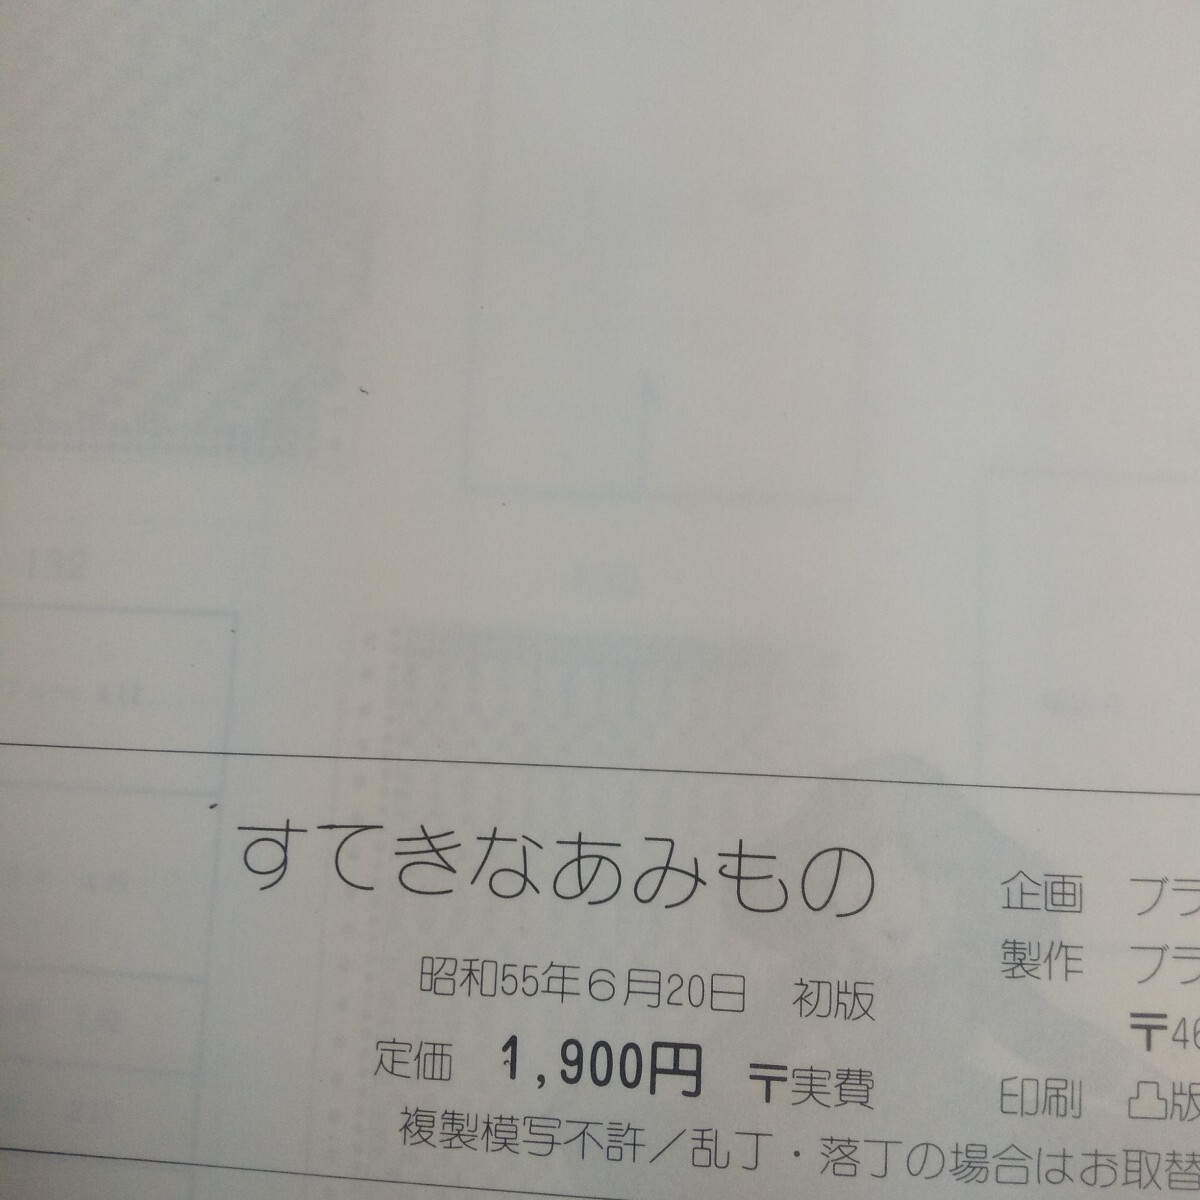 132
すてきなあみもの
昭和55年6月20日 初版
定価 1,900円 〒実費
複製模写不許／乱丁・落丁の場合はお取替
企画 ブラ
製作 ブラ
〒46
印刷 凸版